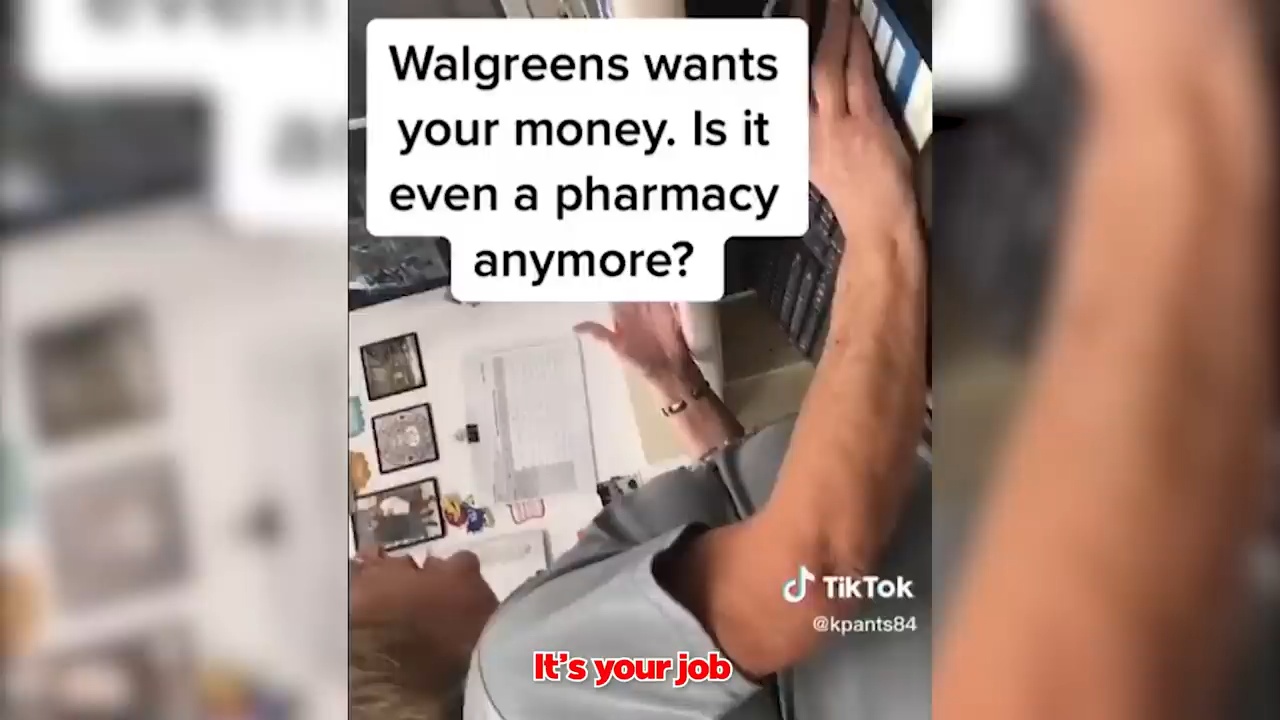 Walgreens wants
your money. Is it
even a pharmacy
anymore?
TikTok
@kpants84
It's your job